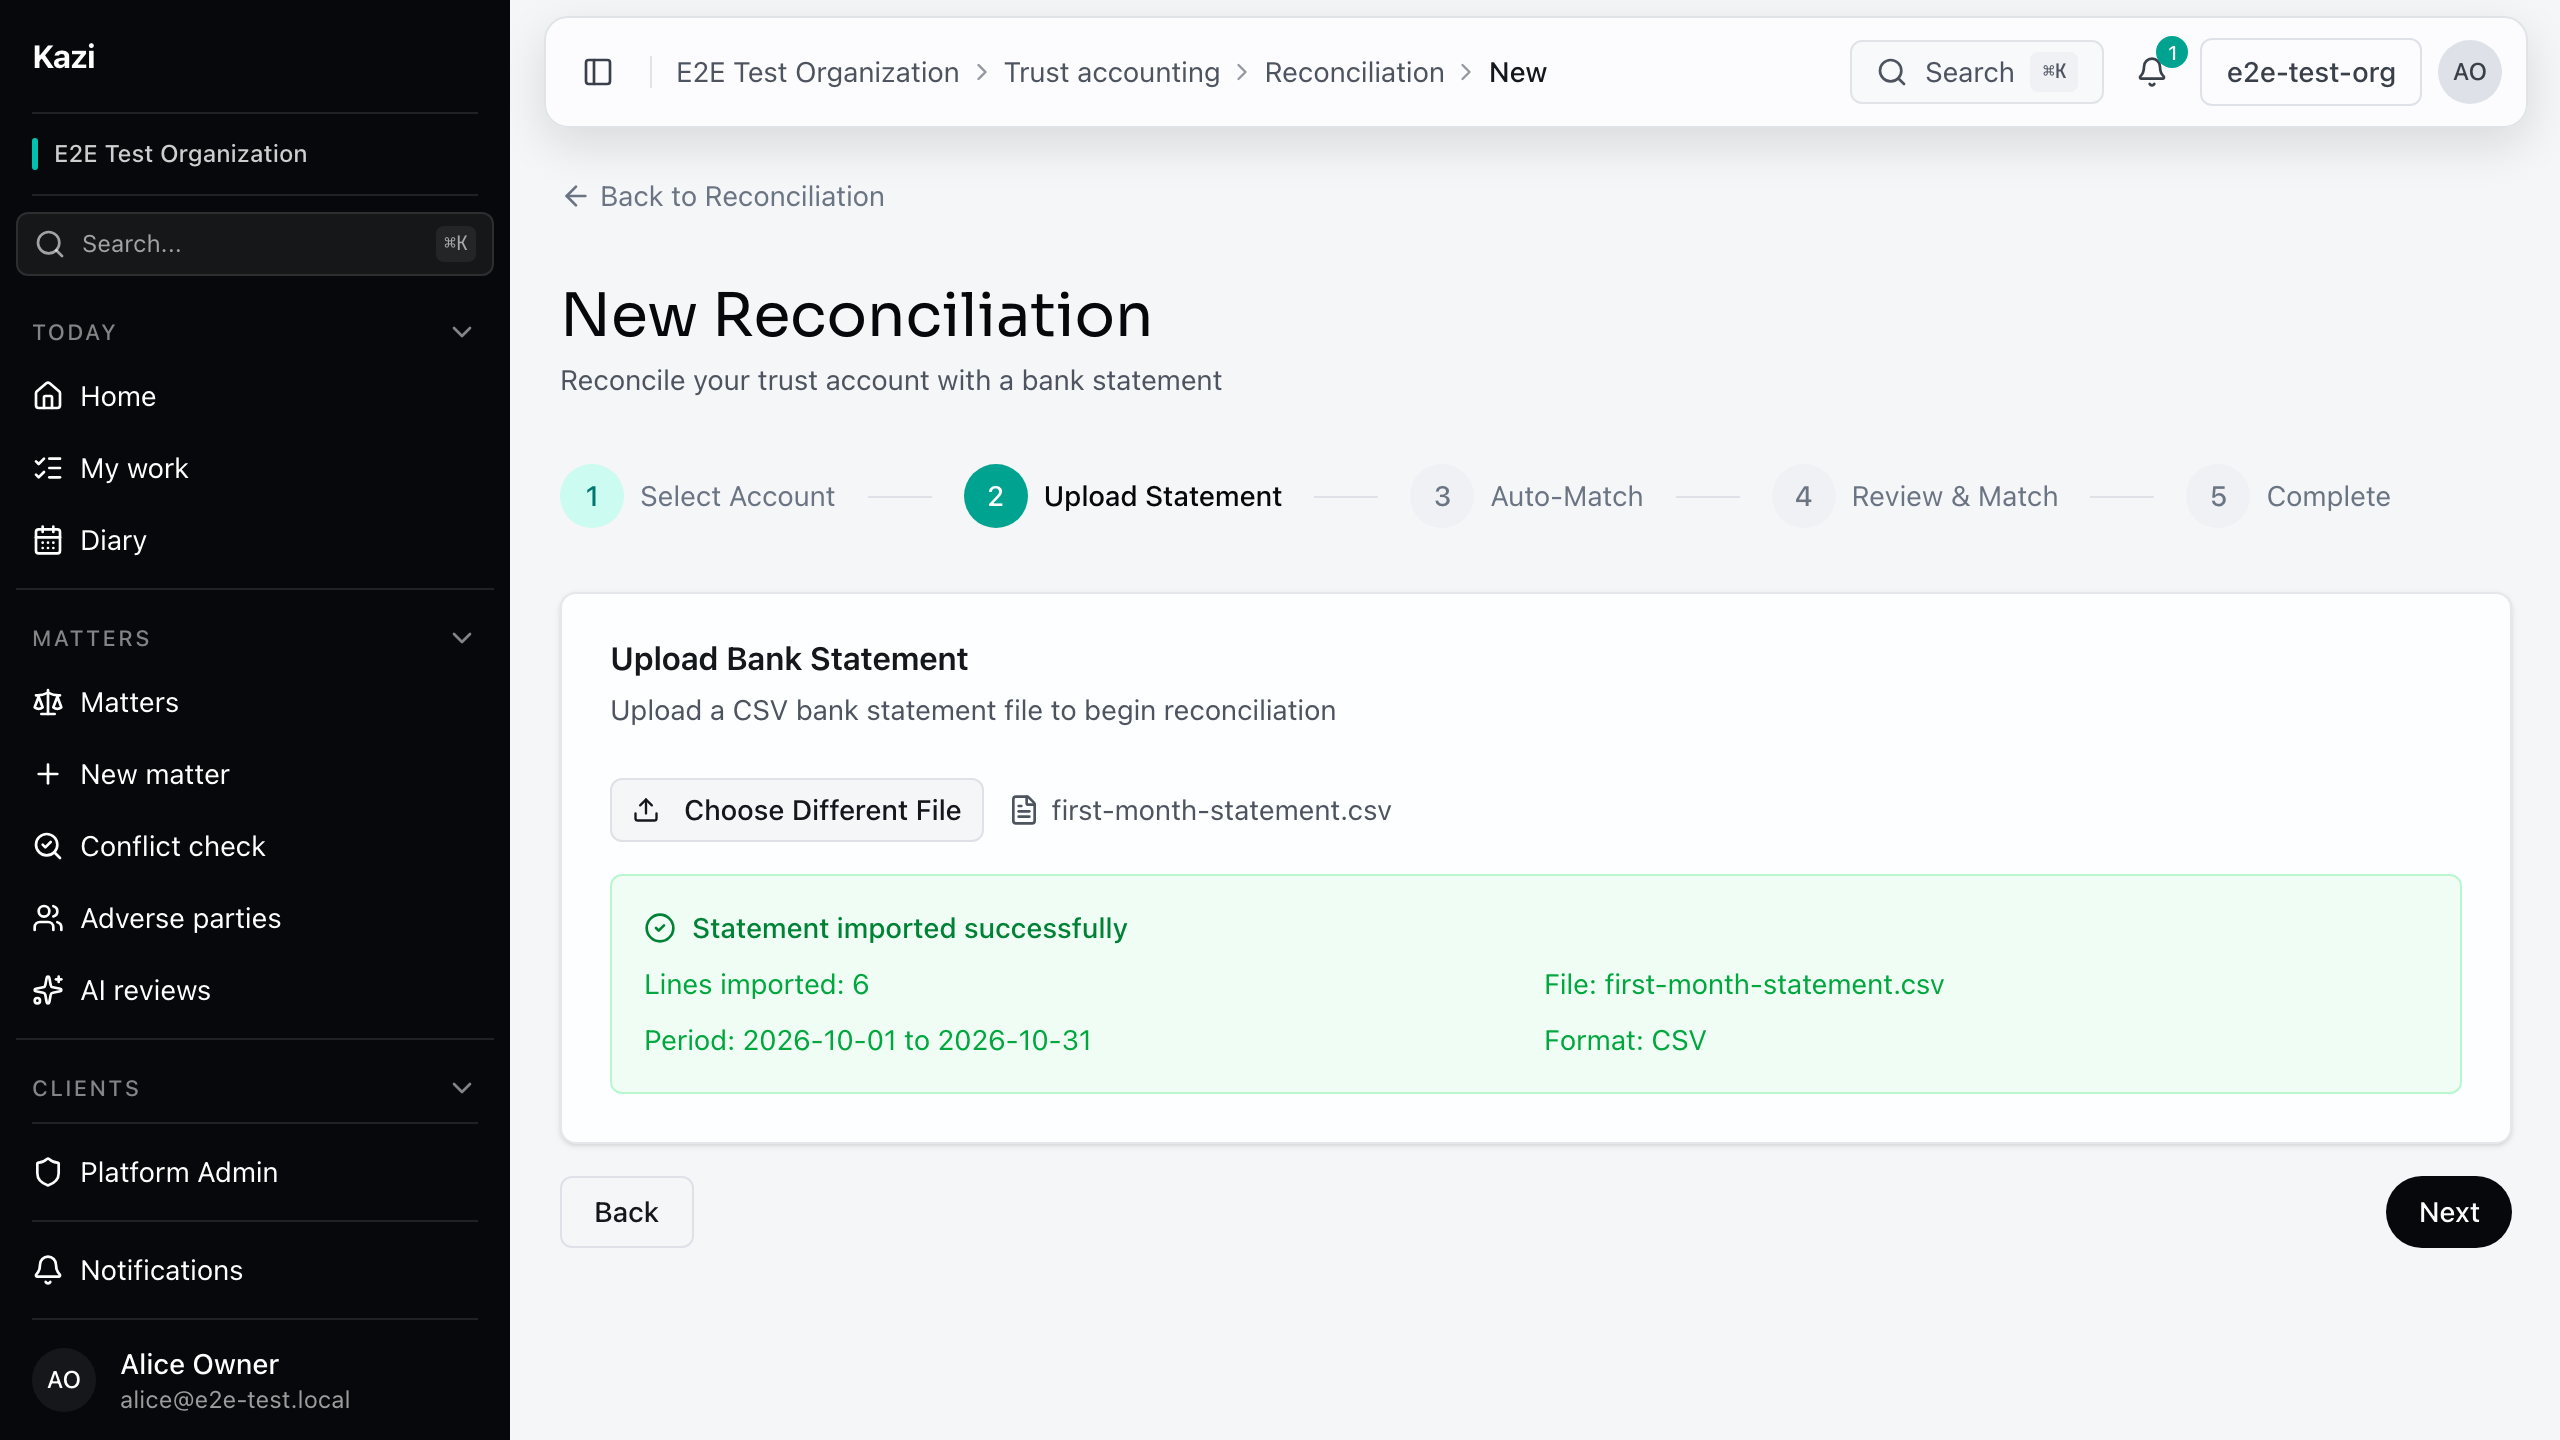 Kazi
E2E Test Organization
Search...
⌘K
TODAY
Home
My work
Diary
MATTERS
Matters
New matter
Conflict check
Adverse parties
AI reviews
CLIENTS
Platform Admin
Notifications
AO
Alice Owner
alice@e2e-test.local
E2E Test Organization > Trust accounting > Reconciliation > New
Search ⌘K
1
e2e-test-org
AO
Back to Reconciliation
New Reconciliation
Reconcile your trust account with a bank statement
1 Select Account
2 Upload Statement
3 Auto-Match
4 Review & Match
5 Complete
Upload Bank Statement
Upload a CSV bank statement file to begin reconciliation
Choose Different File
first-month-statement.csv
Statement imported successfully
Lines imported: 6
File: first-month-statement.csv
Period: 2026-10-01 to 2026-10-31
Format: CSV
Back
Next